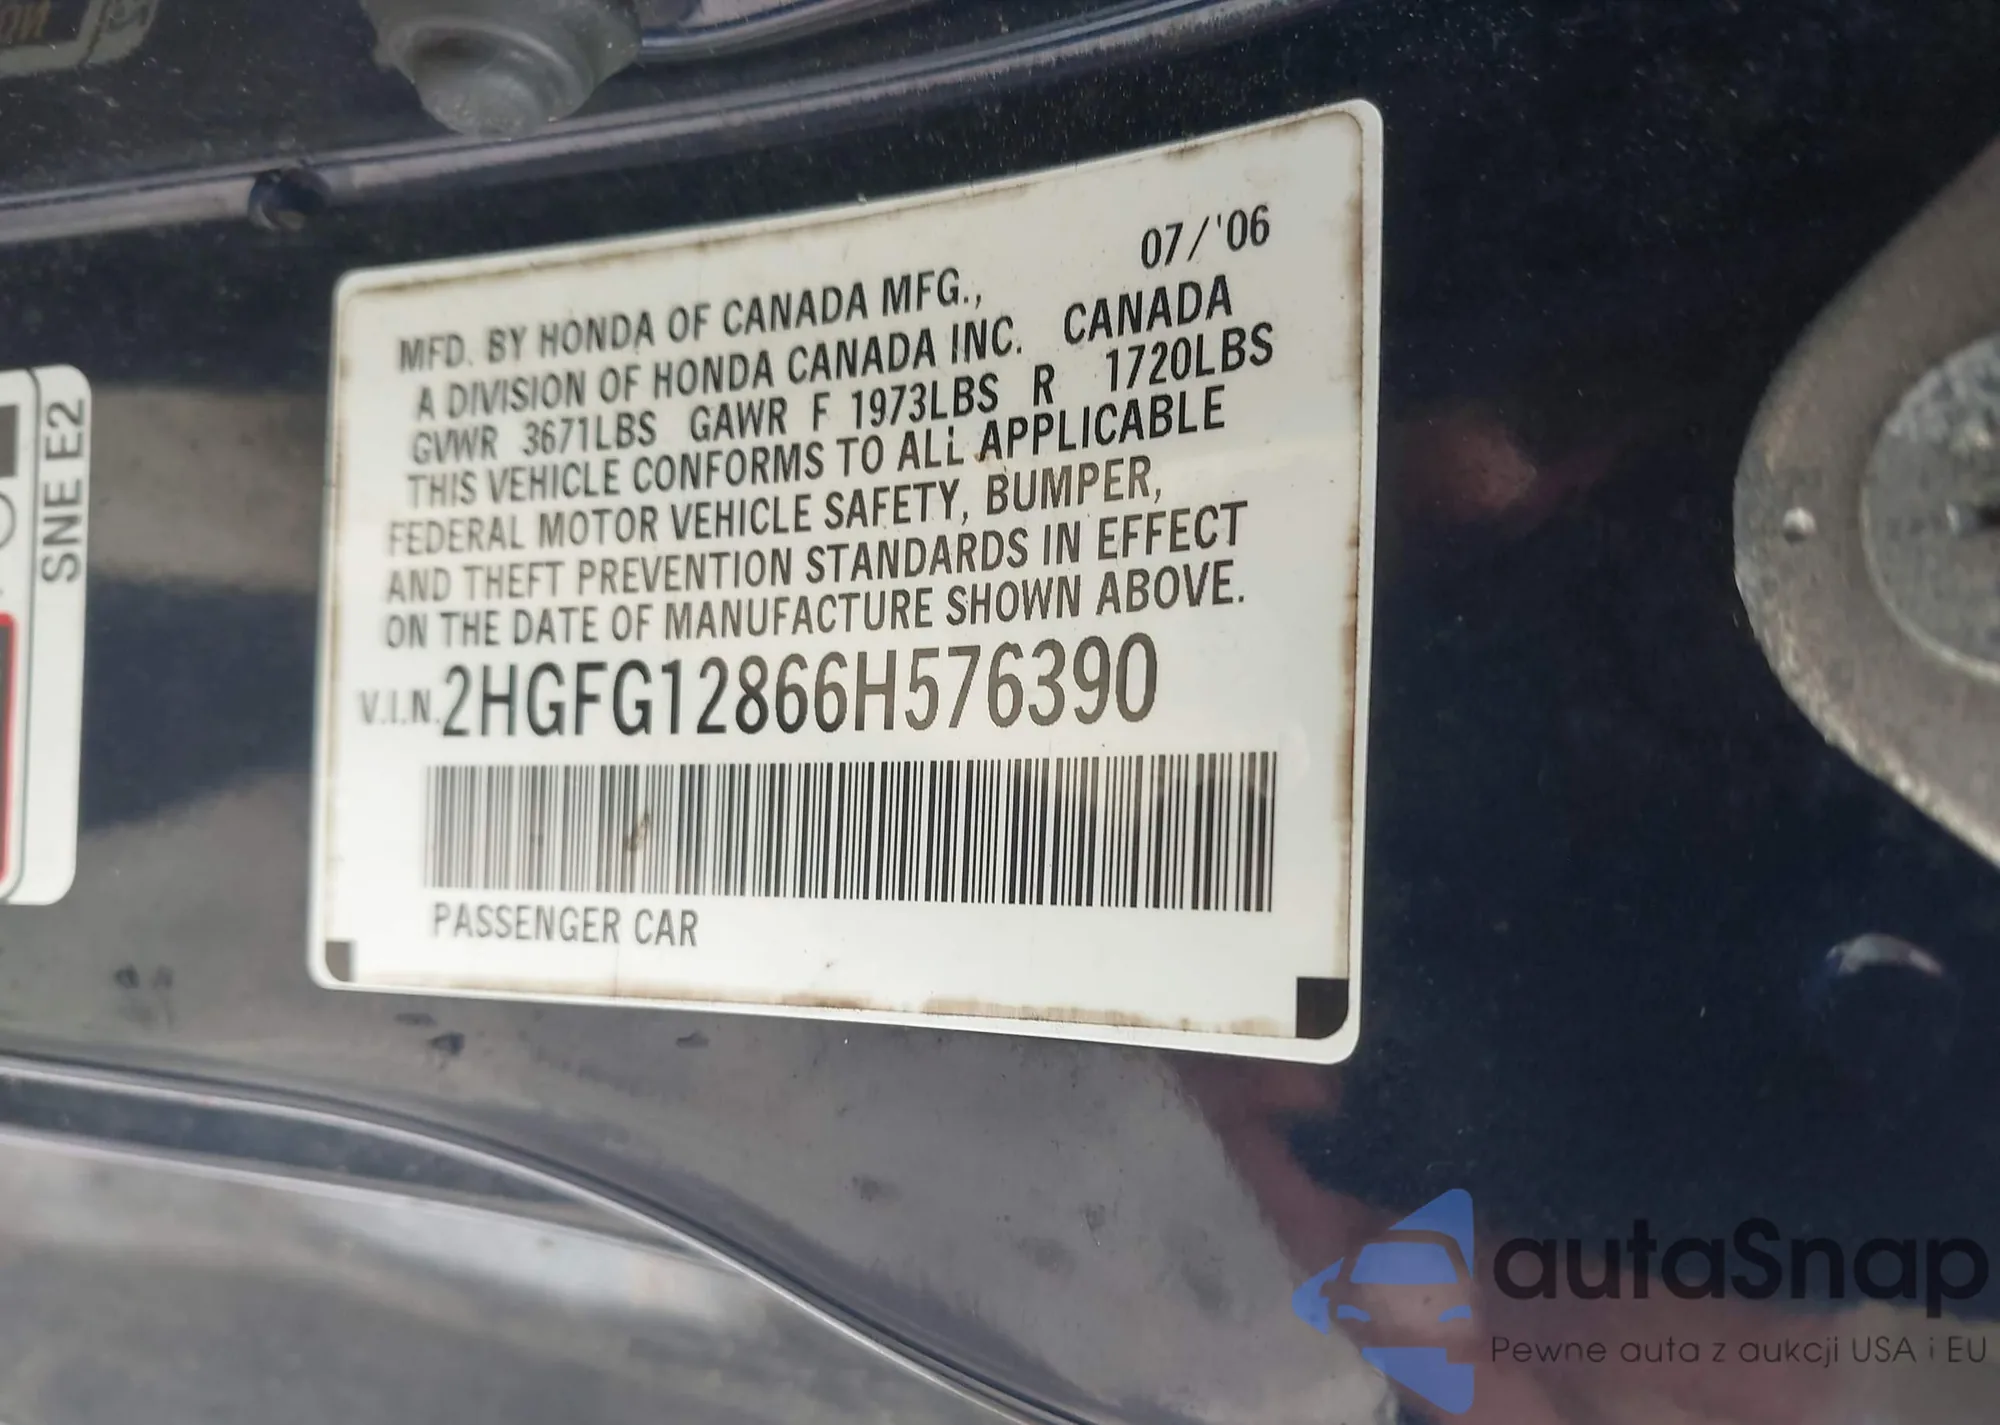 07/'06
MFD. BY HONDA OF CANADA MFG.,
A DIVISION OF HONDA CANADA INC. CANADA
GVWR 3671LBS GAWR F 1973LBS R 1720LBS
THIS VEHICLE CONFORMS TO ALL APPLICABLE
FEDERAL MOTOR VEHICLE SAFETY, BUMPER,
AND THEFT PREVENTION STANDARDS IN EFFECT
ON THE DATE OF MANUFACTURE SHOWN ABOVE.
V.I.N. 2HGFG12866H576390
PASSENGER CAR
SNE E2
autaSnap
Pewne auta z aukcji USA i EU